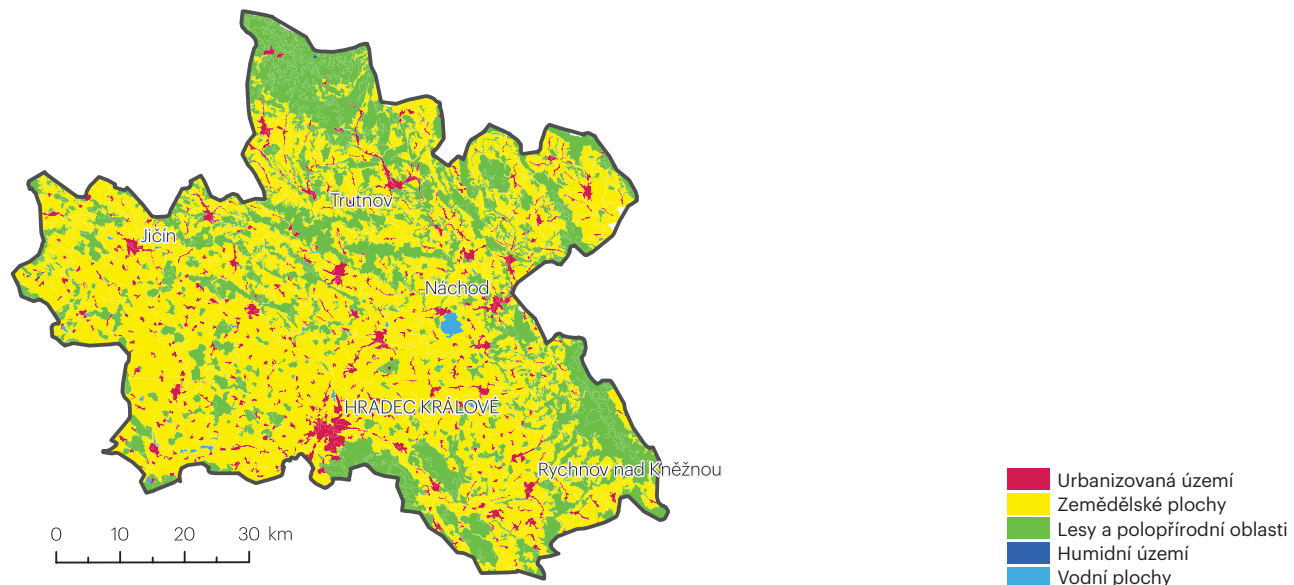 Trutnov
Jičín
Náchod
HRADEC KRÁLOVÉ
Rychnov nad Kněžnou
0 10 20 30 km
Urbanizovaná území
Zemědělské plochy
Lesy a polopřírodní oblasti
Humidní území
Vodní plochy